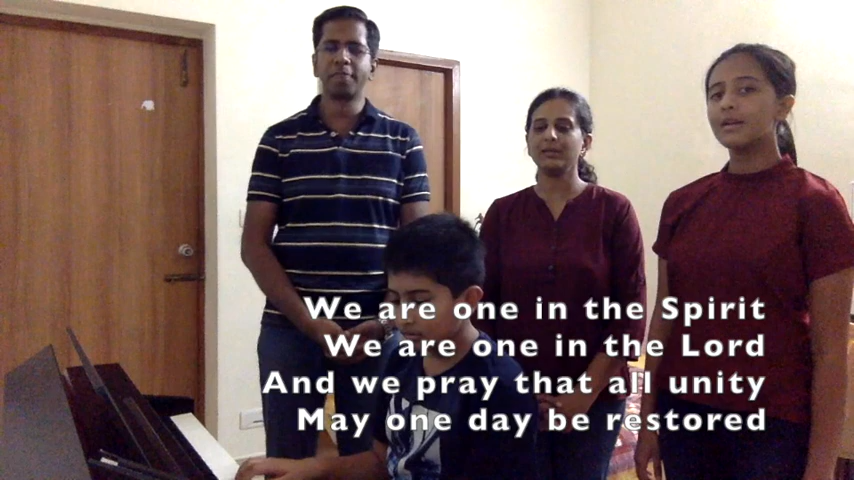 We are one in the Spirit
We are one in the Lord
And we pray that all unity
May one day be restored